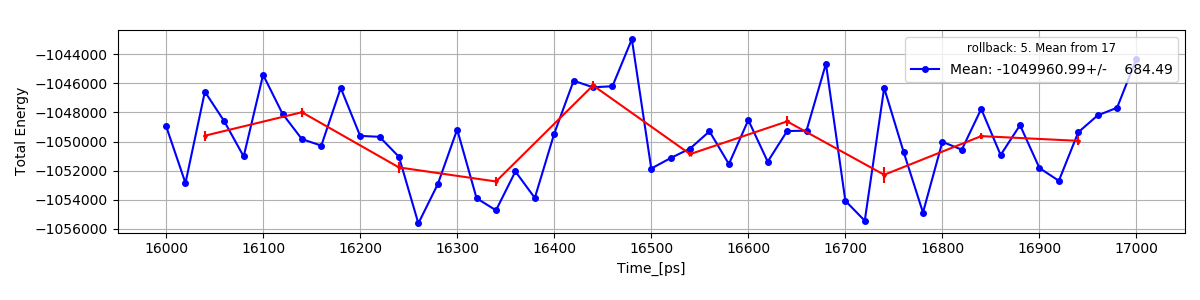 rollback: 5. Mean from 17
Mean: -1049960.99+/-    684.49
Total Energy
−1044000
−1046000
−1048000
−1050000
−1052000
−1054000
−1056000
16000 16100 16200 16300 16400 16500 16600 16700 16800 16900 17000
Time_[ps]